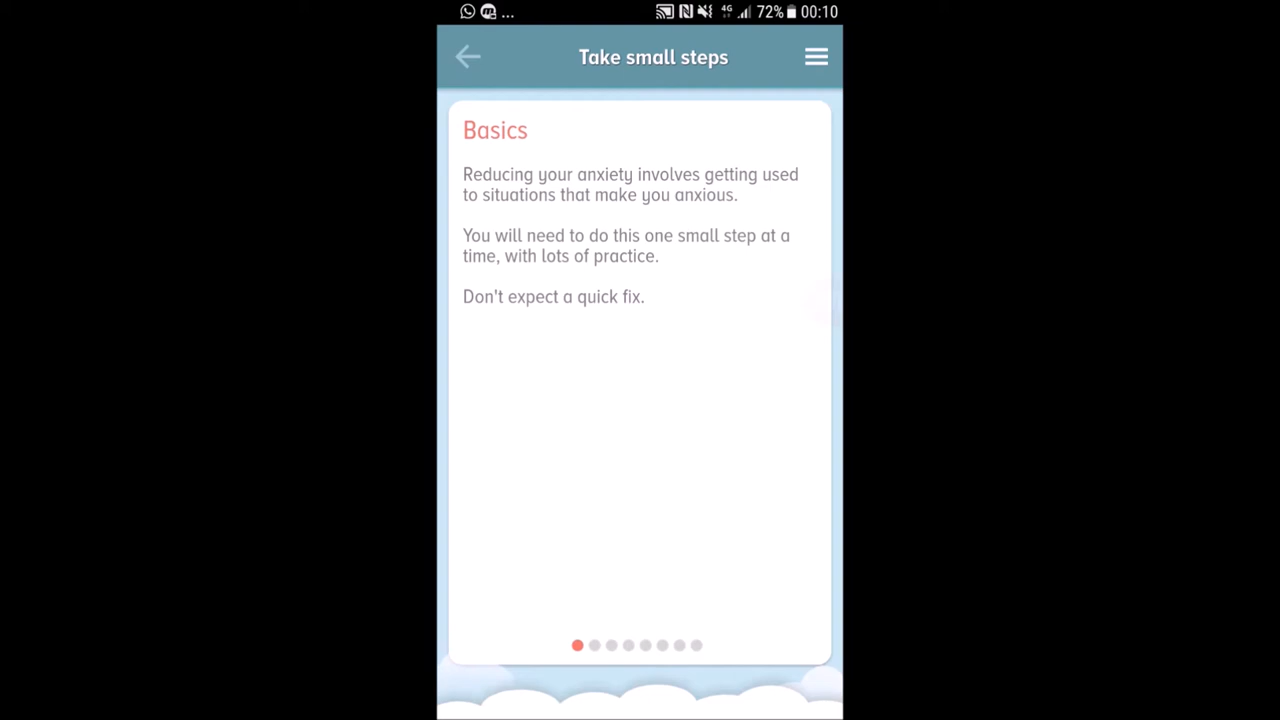 ... 4G 72% 00:10
Take small steps
Basics
Reducing your anxiety involves getting used
to situations that make you anxious.
You will need to do this one small step at a
time, with lots of practice.
Don't expect a quick fix.